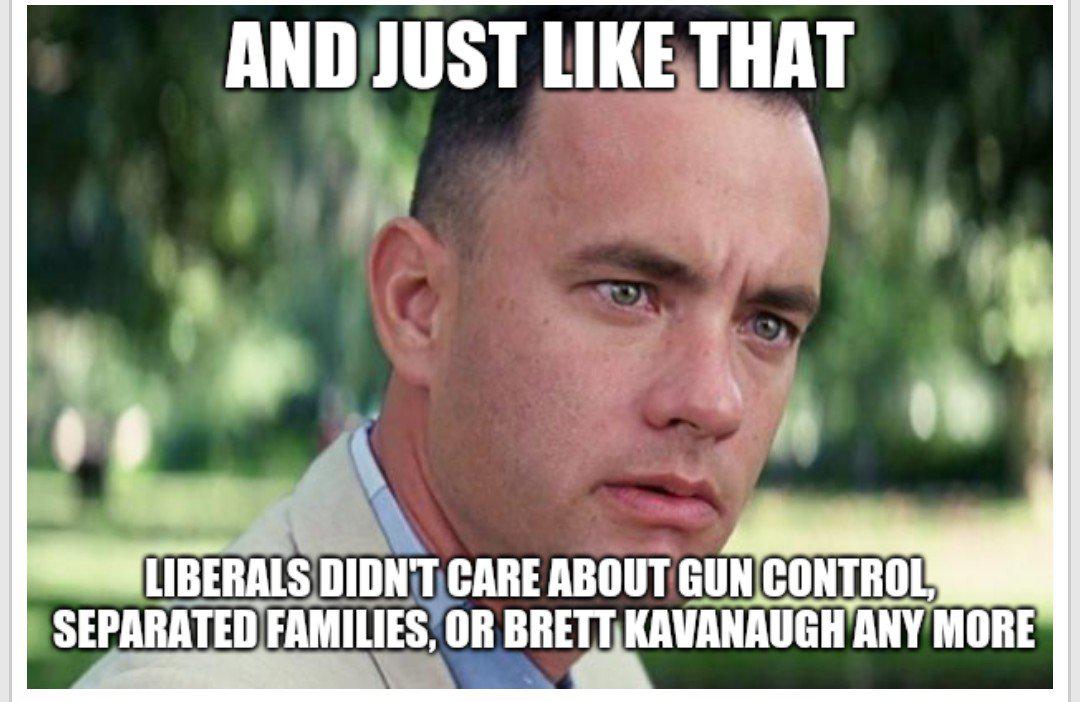 AND JUST LIKE THAT
LIBERALS DIDN'T CARE ABOUT GUN CONTROL,
SEPARATED FAMILIES, OR BRETT KAVANAUGH ANY MORE